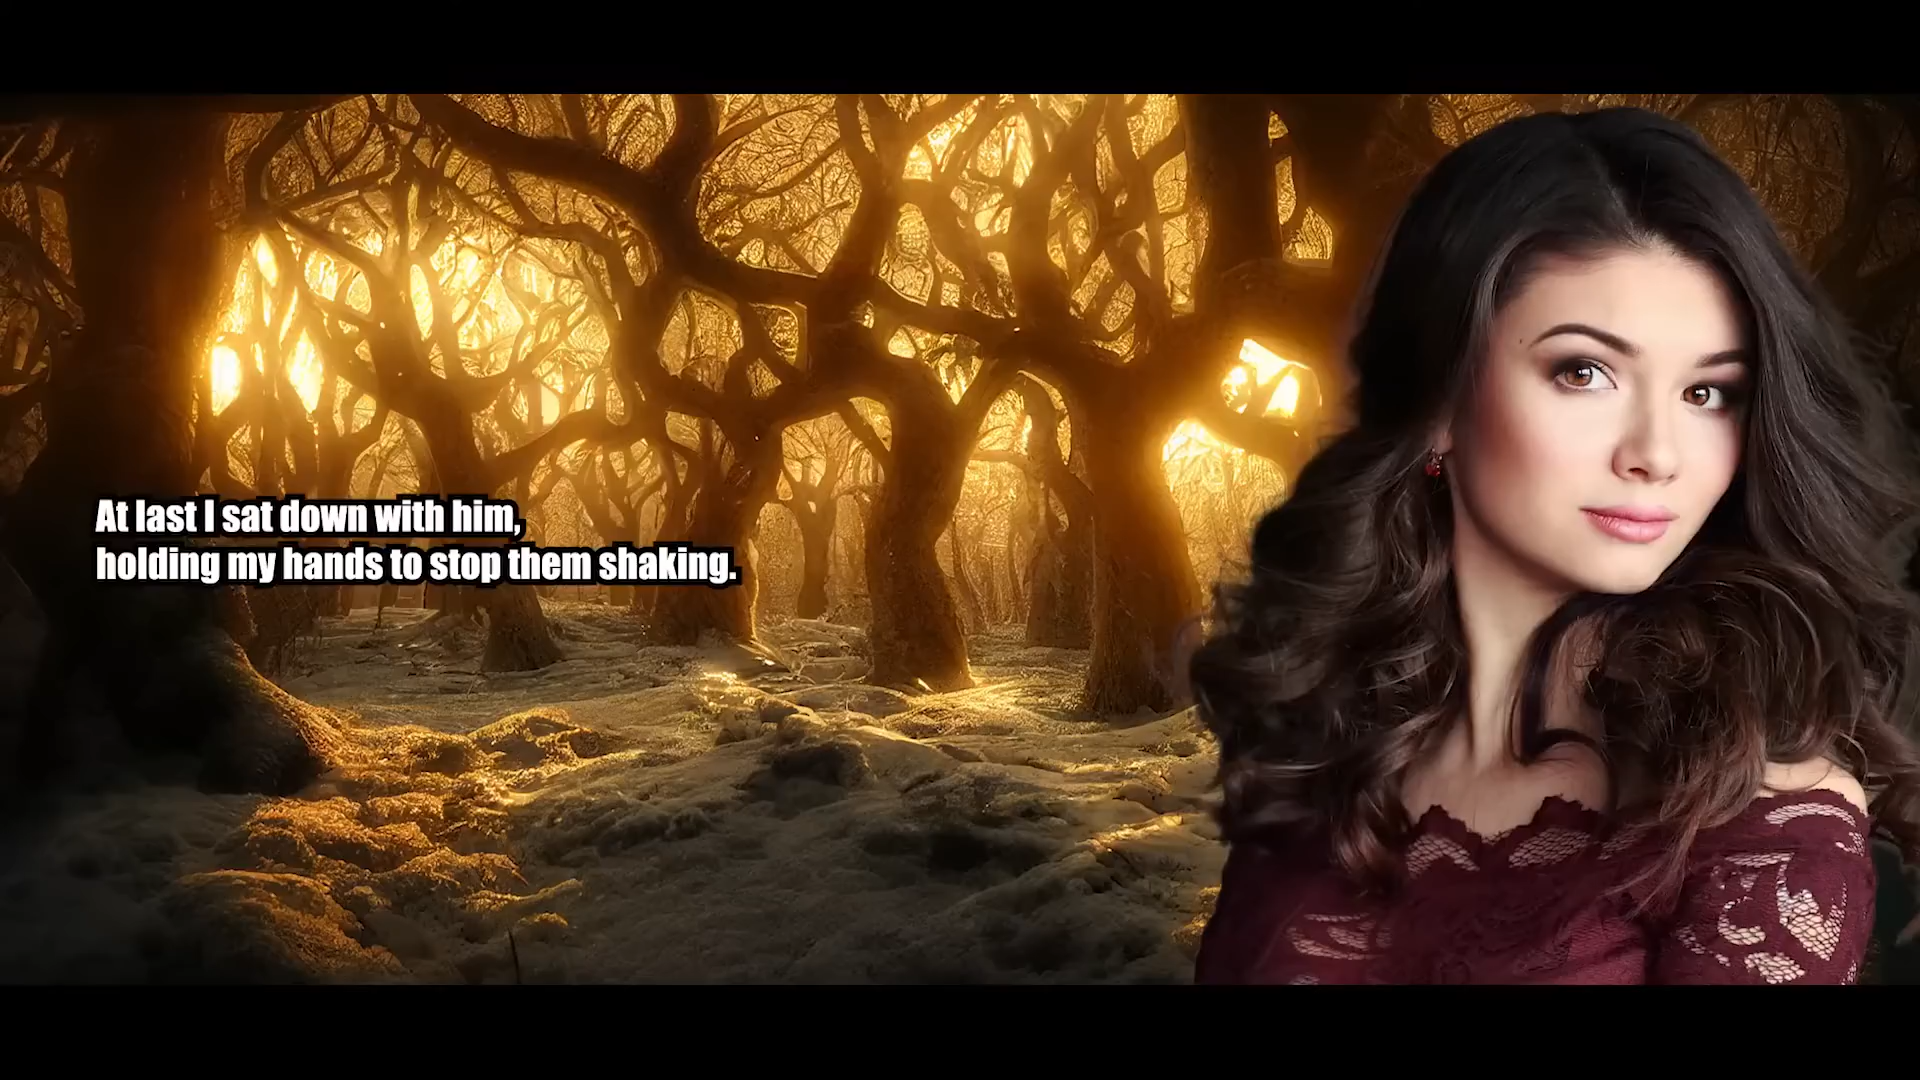 At last I sat down with him,
holding my hands to stop them shaking.